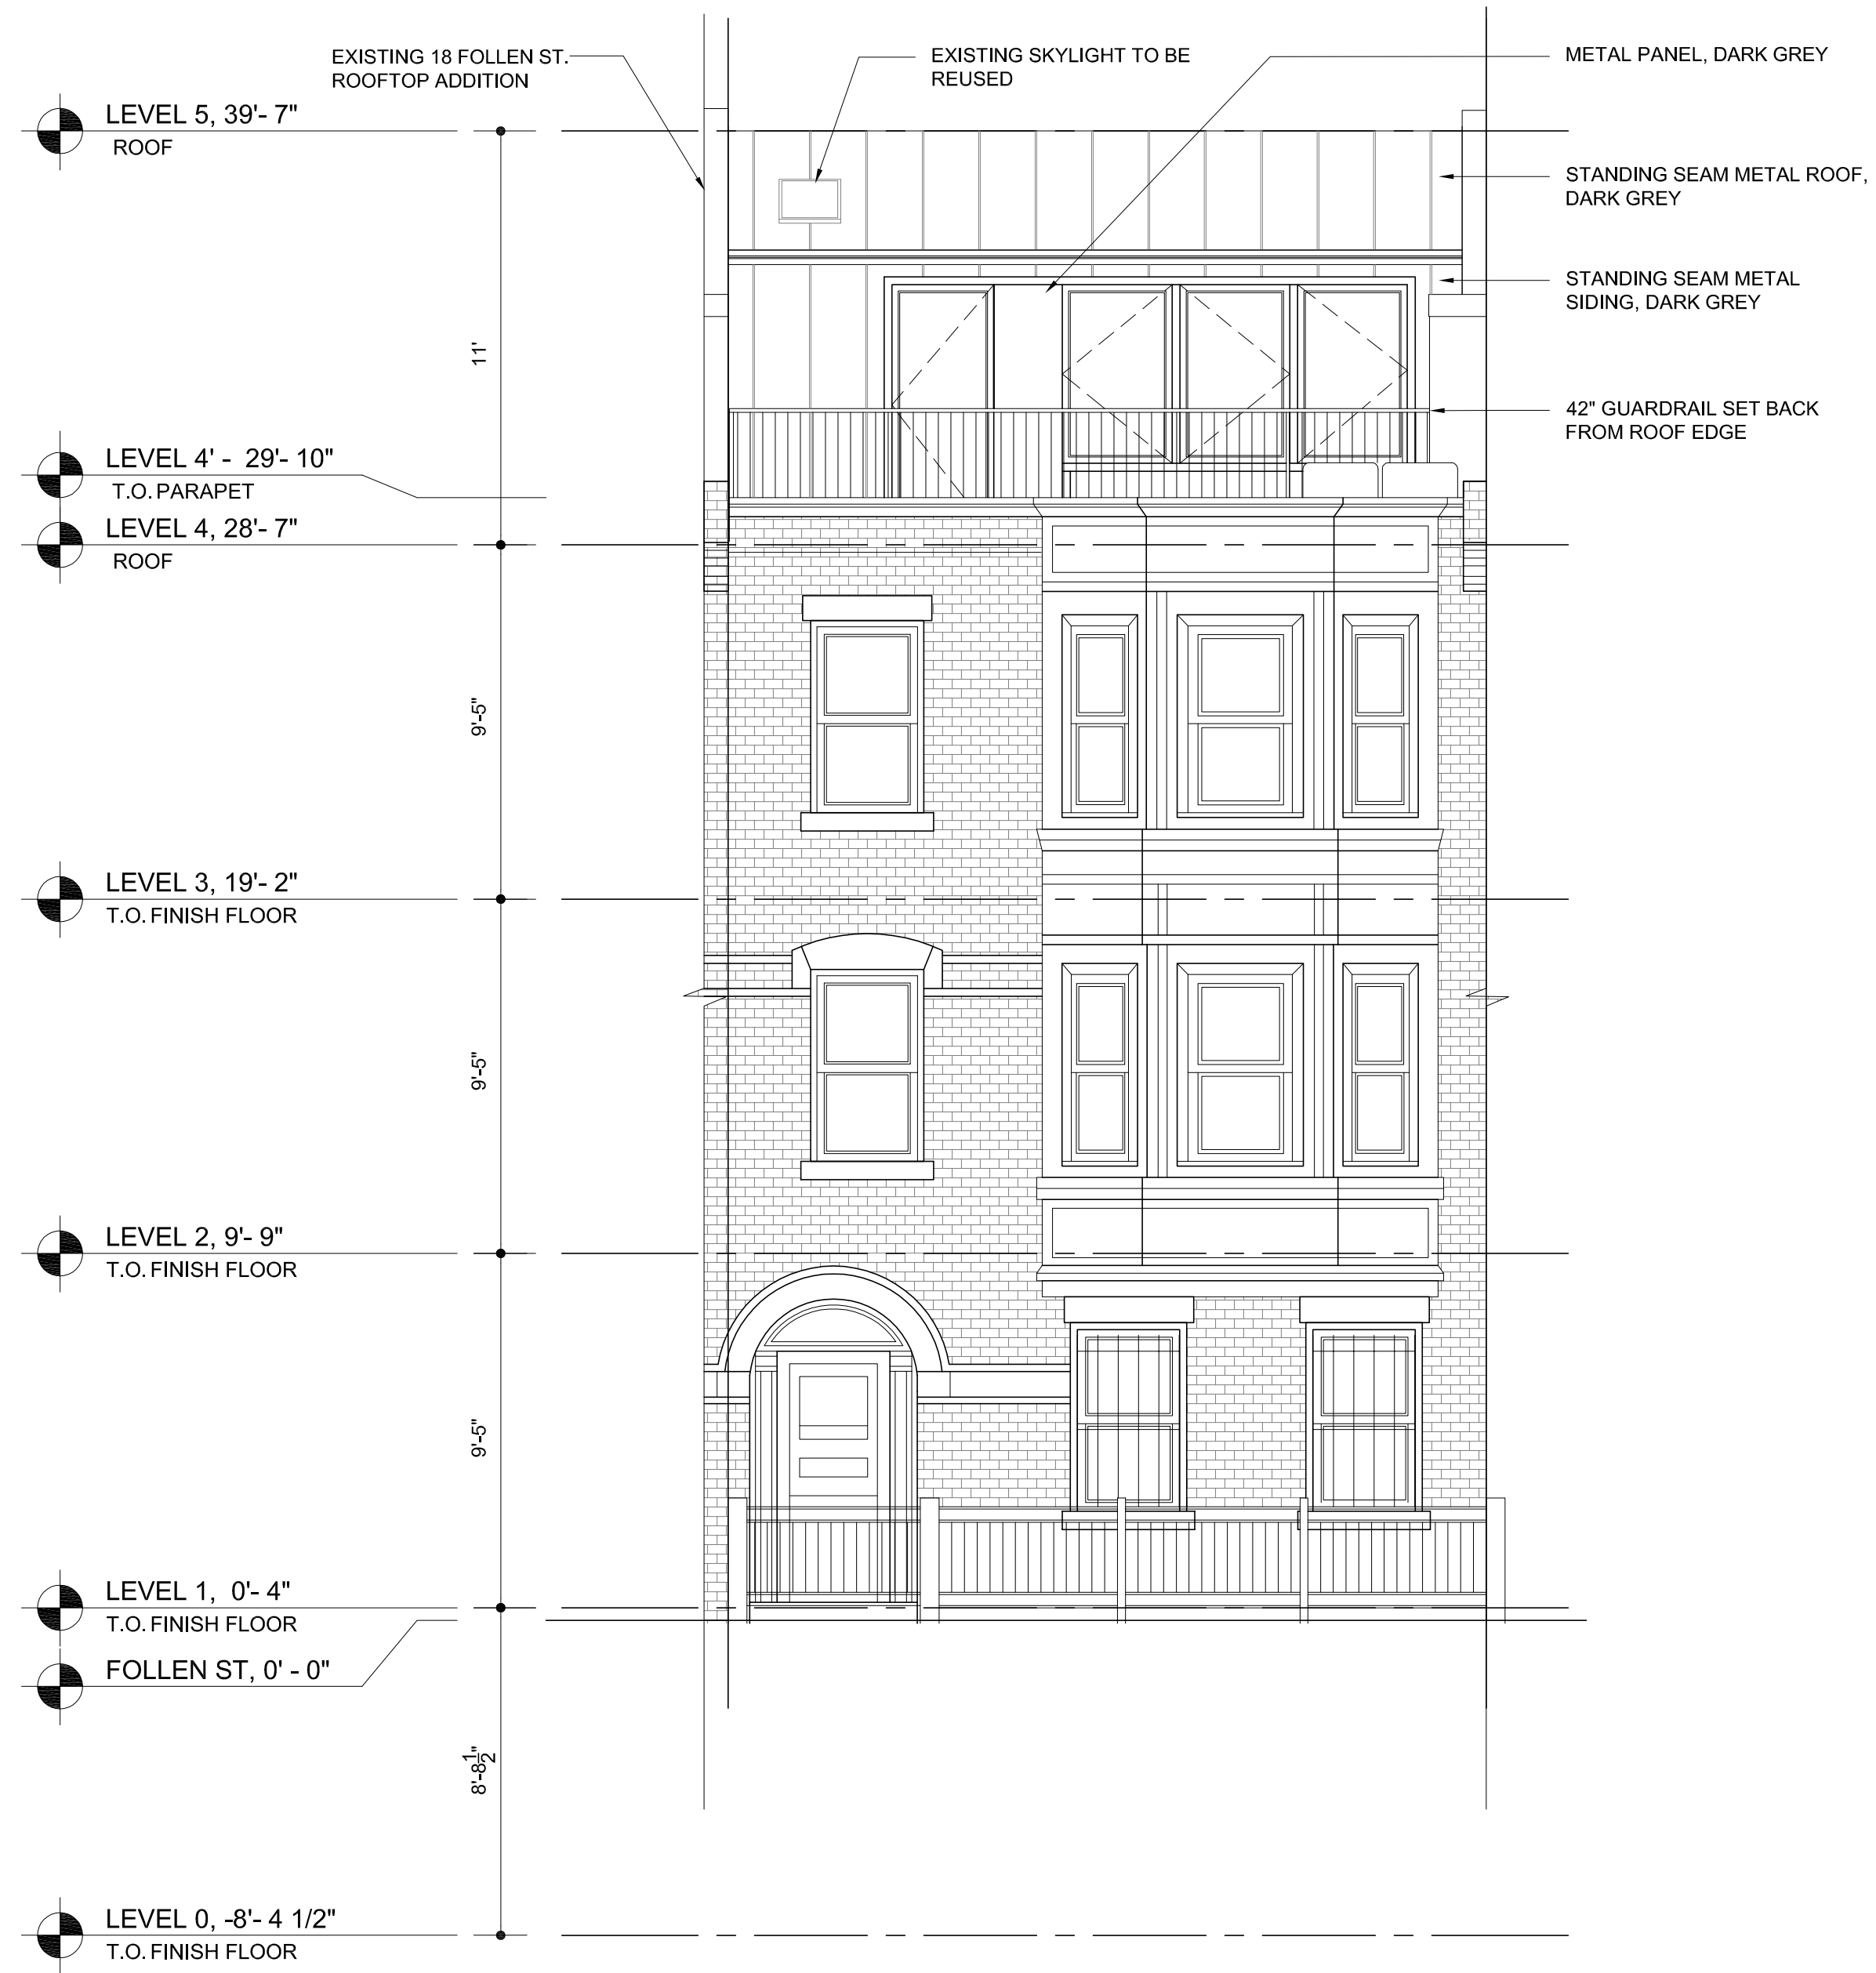 EXISTING 18 FOLLEN ST.
ROOFTOP ADDITION
EXISTING SKYLIGHT TO BE
REUSED
METAL PANEL, DARK GREY
LEVEL 5, 39'- 7"
ROOF
STANDING SEAM METAL ROOF,
DARK GREY
STANDING SEAM METAL
SIDING, DARK GREY
11'
42" GUARDRAIL SET BACK
FROM ROOF EDGE
LEVEL 4' - 29'- 10"
T.O. PARAPET
LEVEL 4, 28'- 7"
ROOF
9'-5"
LEVEL 3, 19'- 2"
T.O. FINISH FLOOR
9'-5"
LEVEL 2, 9'- 9"
T.O. FINISH FLOOR
9'-5"
LEVEL 1, 0'- 4"
T.O. FINISH FLOOR
FOLLEN ST, 0' - 0"
8'-8 1/2"
LEVEL 0, -8'- 4 1/2"
T.O. FINISH FLOOR